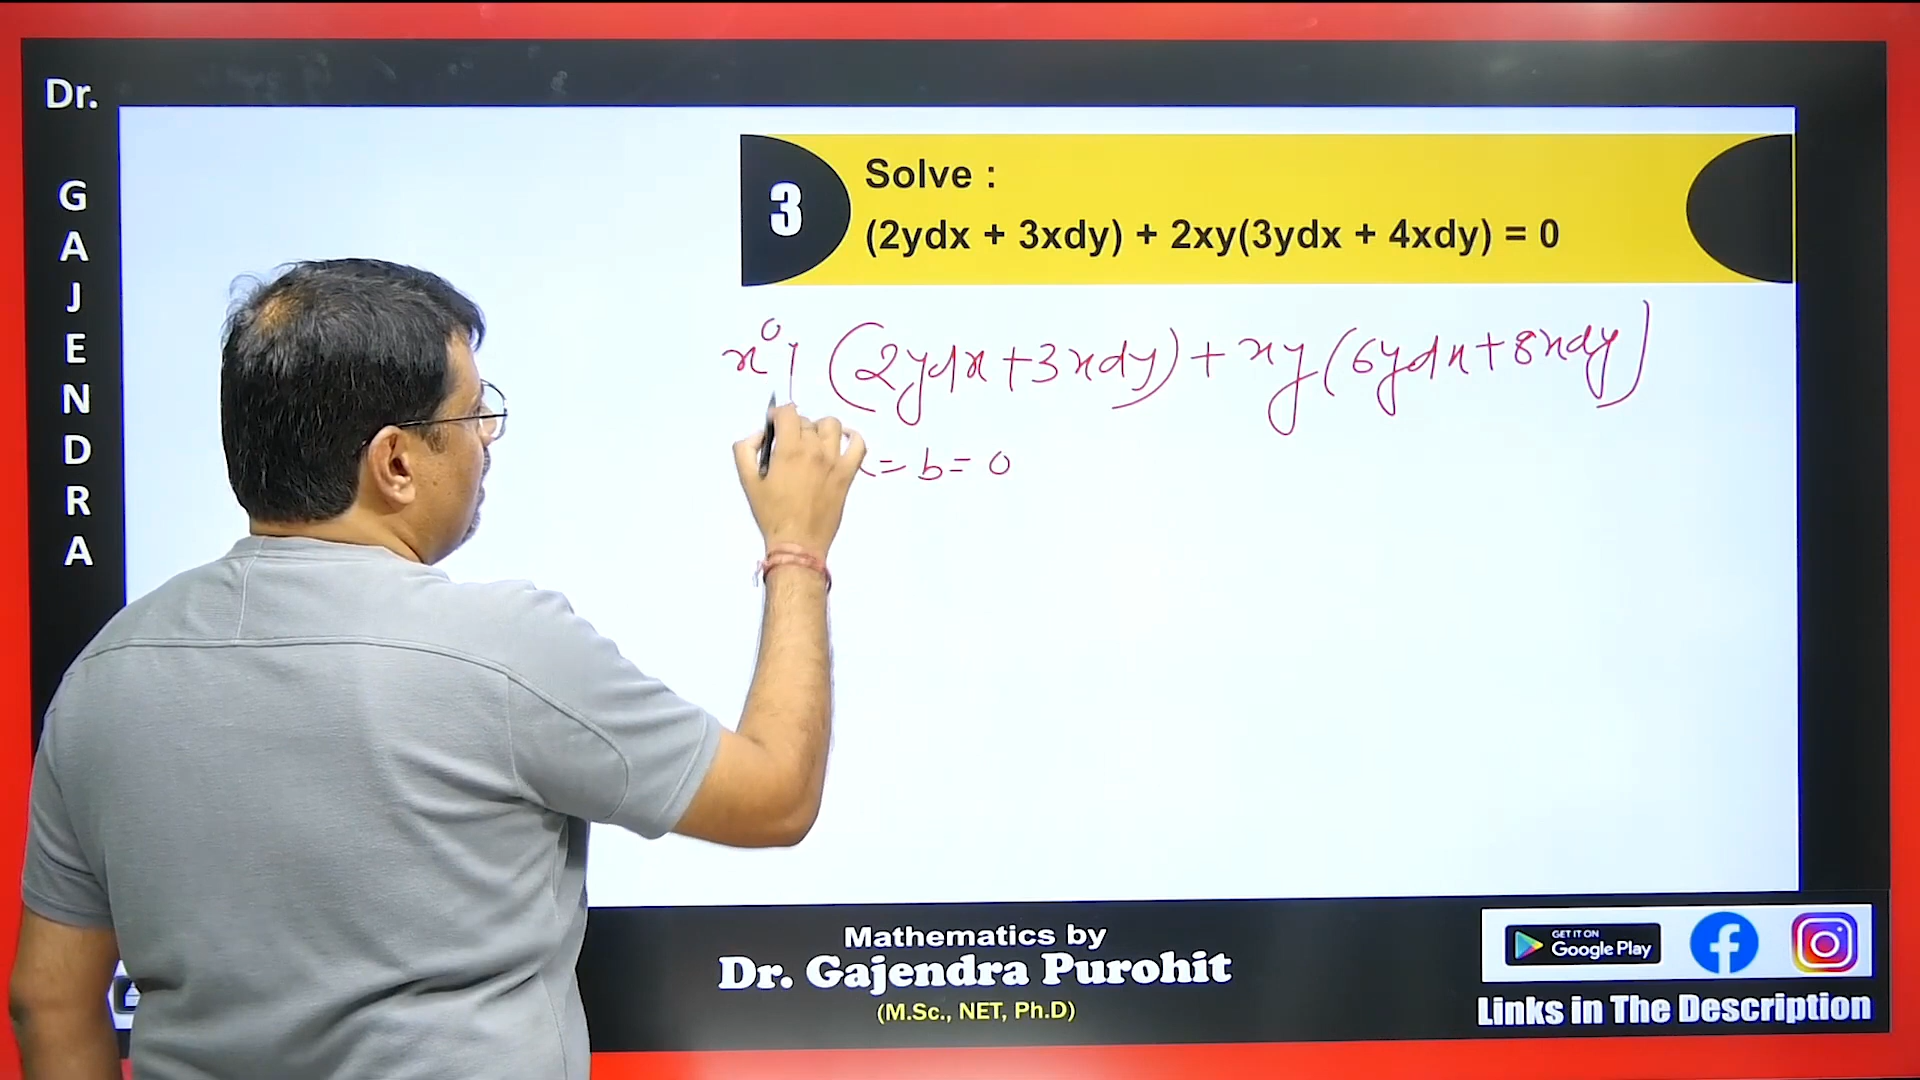 Dr.
GAJENDRA
3
Solve :
(2ydx + 3xdy) + 2xy(3ydx + 4xdy) = 0
x⁰y (2ydx+3xdy)+xy(6ydx+8xdy)
= b = 0
Mathematics by
Dr. Gajendra Purohit
(M.Sc., NET, Ph.D)
GET IT ON
Google Play
Links in The Description